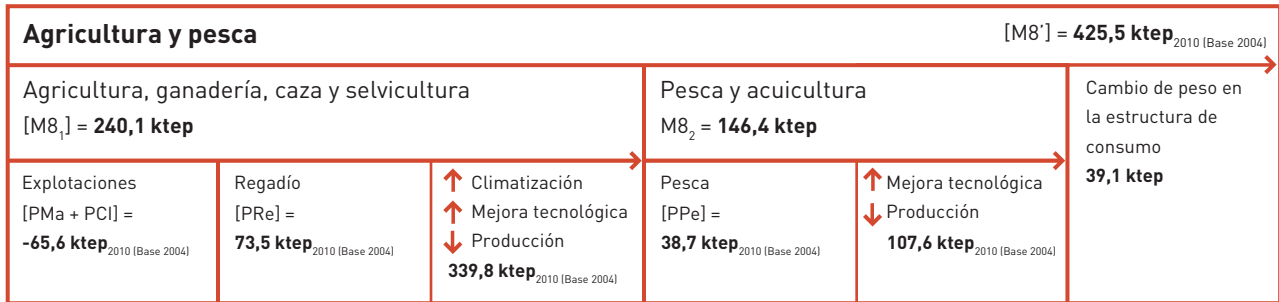 Agricultura y pesca
[M8'] = 425,5 ktep2010 (Base 2004)
Agricultura, ganadería, caza y selvicultura
[M81] = 240,1 ktep
Pesca y acuicultura
M82 = 146,4 ktep
Cambio de peso en
la estructura de
consumo
39,1 ktep
Explotaciones
[PMa + PCI] =
-65,6 ktep2010 (Base 2004)
Regadío
[PRe] =
73,5 ktep2010 (Base 2004)
↑ Climatización
↑ Mejora tecnológica
↓ Producción
339,8 ktep2010 (Base 2004)
Pesca
[PPe] =
38,7 ktep2010 (Base 2004)
↑ Mejora tecnológica
↓ Producción
107,6 ktep2010 (Base 2004)